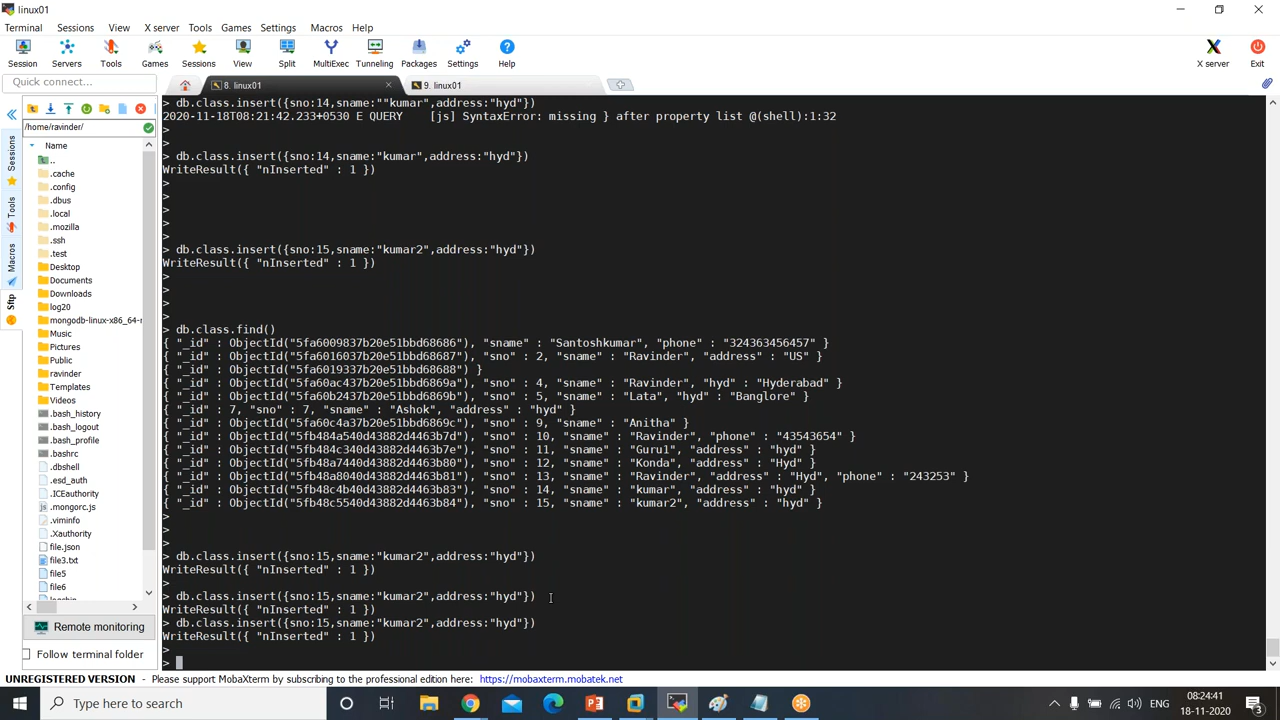 linux01
Terminal Sessions View X server Tools Games Settings Macros Help
Session Servers Tools Games Sessions View Split MultiExec Tunneling Packages Settings Help X server Exit
Quick connect...
8. linux01
9. linux01
/home/ravinder/
Name
..
.cache
.config
.dbus
.local
.mozilla
.ssh
.test
Desktop
Documents
Downloads
log20
mongodb-linux-x86_64-r
Music
Pictures
Public
ravinder
Templates
Videos
.bash_history
.bash_logout
.bash_profile
.bashrc
.dbshell
.esd_auth
.ICEauthority
.mongorc.js
.viminfo
.Xauthority
file.json
file3.txt
file5
file6
Sessions
Tools
Macros
Sftp
Remote monitoring
Follow terminal folder
> db.class.insert({sno:14,sname:""kumar",address:"hyd"})
2020-11-18T08:21:42.233+0530 E QUERY    [js] SyntaxError: missing } after property list @(shell):1:32
>
> db.class.insert({sno:14,sname:"kumar",address:"hyd"})
WriteResult({ "nInserted" : 1 })
>
>
>
>
>
> db.class.insert({sno:15,sname:"kumar2",address:"hyd"})
WriteResult({ "nInserted" : 1 })
>
>
>
>
> db.class.find()
{ "_id" : ObjectId("5fa6009837b20e51bbd68686"), "sname" : "Santoshkumar", "phone" : "324363456457" }
{ "_id" : ObjectId("5fa6016037b20e51bbd68687"), "sno" : 2, "sname" : "Ravinder", "address" : "US" }
{ "_id" : ObjectId("5fa6019337b20e51bbd68688") }
{ "_id" : ObjectId("5fa60ac437b20e51bbd6869a"), "sno" : 4, "sname" : "Ravinder", "hyd" : "Hyderabad" }
{ "_id" : ObjectId("5fa60b2437b20e51bbd6869b"), "sno" : 5, "sname" : "Lata", "hyd" : "Banglore" }
{ "_id" : 7, "sno" : 7, "sname" : "Ashok", "address" : "hyd" }
{ "_id" : ObjectId("5fa60c4a37b20e51bbd6869c"), "sno" : 9, "sname" : "Anitha" }
{ "_id" : ObjectId("5fb484a540d43882d4463b7d"), "sno" : 10, "sname" : "Ravinder", "phone" : "43543654" }
{ "_id" : ObjectId("5fb484c340d43882d4463b7e"), "sno" : 11, "sname" : "Guru1", "address" : "hyd" }
{ "_id" : ObjectId("5fb48a7440d43882d4463b80"), "sno" : 12, "sname" : "Konda", "address" : "Hyd" }
{ "_id" : ObjectId("5fb48a8040d43882d4463b81"), "sno" : 13, "sname" : "Ravinder", "address" : "Hyd", "phone" : "243253" }
{ "_id" : ObjectId("5fb48c4b40d43882d4463b83"), "sno" : 14, "sname" : "kumar", "address" : "hyd" }
{ "_id" : ObjectId("5fb48c5540d43882d4463b84"), "sno" : 15, "sname" : "kumar2", "address" : "hyd" }
>
>
>
> db.class.insert({sno:15,sname:"kumar2",address:"hyd"})
WriteResult({ "nInserted" : 1 })
>
> db.class.insert({sno:15,sname:"kumar2",address:"hyd"})
WriteResult({ "nInserted" : 1 })
> db.class.insert({sno:15,sname:"kumar2",address:"hyd"})
WriteResult({ "nInserted" : 1 })
>
>
UNREGISTERED VERSION - Please support MobaXterm by subscribing to the professional edition here: https://mobaxterm.mobatek.net
Type here to search
ENG
08:24:41
18-11-2020
3